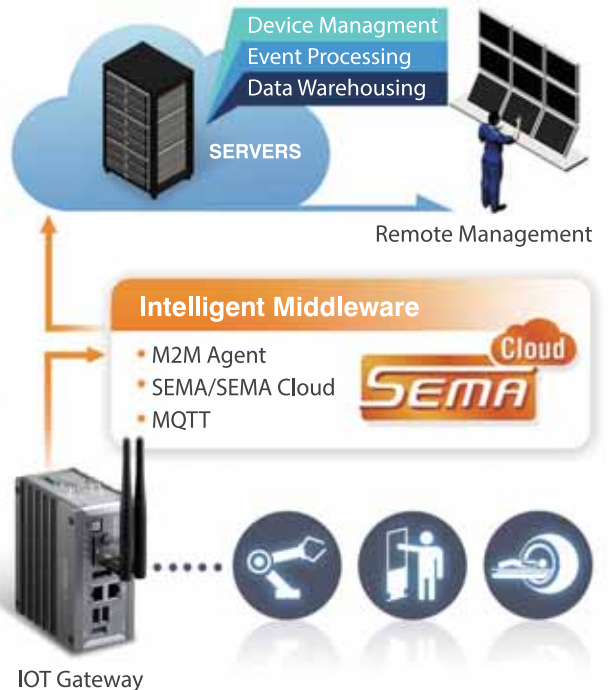 Device Managment
Event Processing
Data Warehousing
SERVERS
Remote Management
Intelligent Middleware
• M2M Agent
• SEMA/SEMA Cloud
• MQTT
Cloud
SEMA
IOT Gateway